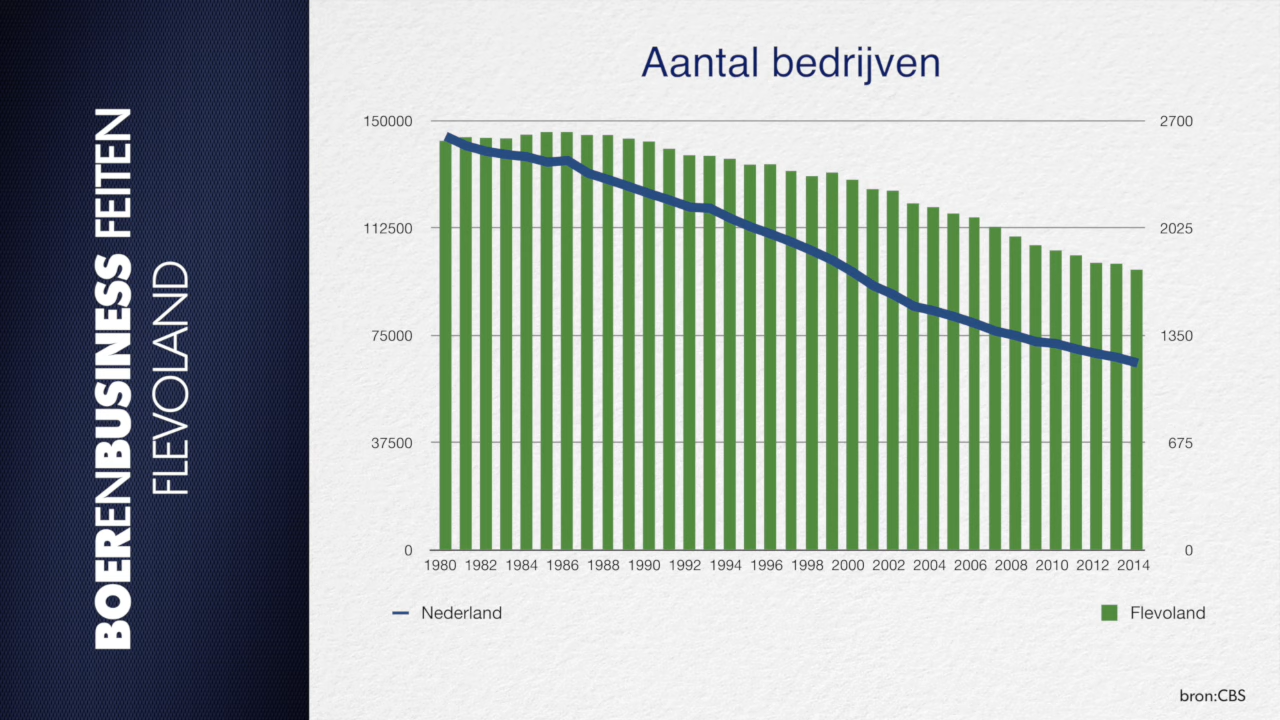 BOERENBUSINESS FEITEN
FLEVOLAND
Aantal bedrijven
150000 2700
112500 2025
75000 1350
37500 675
0 0
1980 1982 1984 1986 1988 1990 1992 1994 1996 1998 2000 2002 2004 2006 2008 2010 2012 2014
Nederland Flevoland
bron:CBS